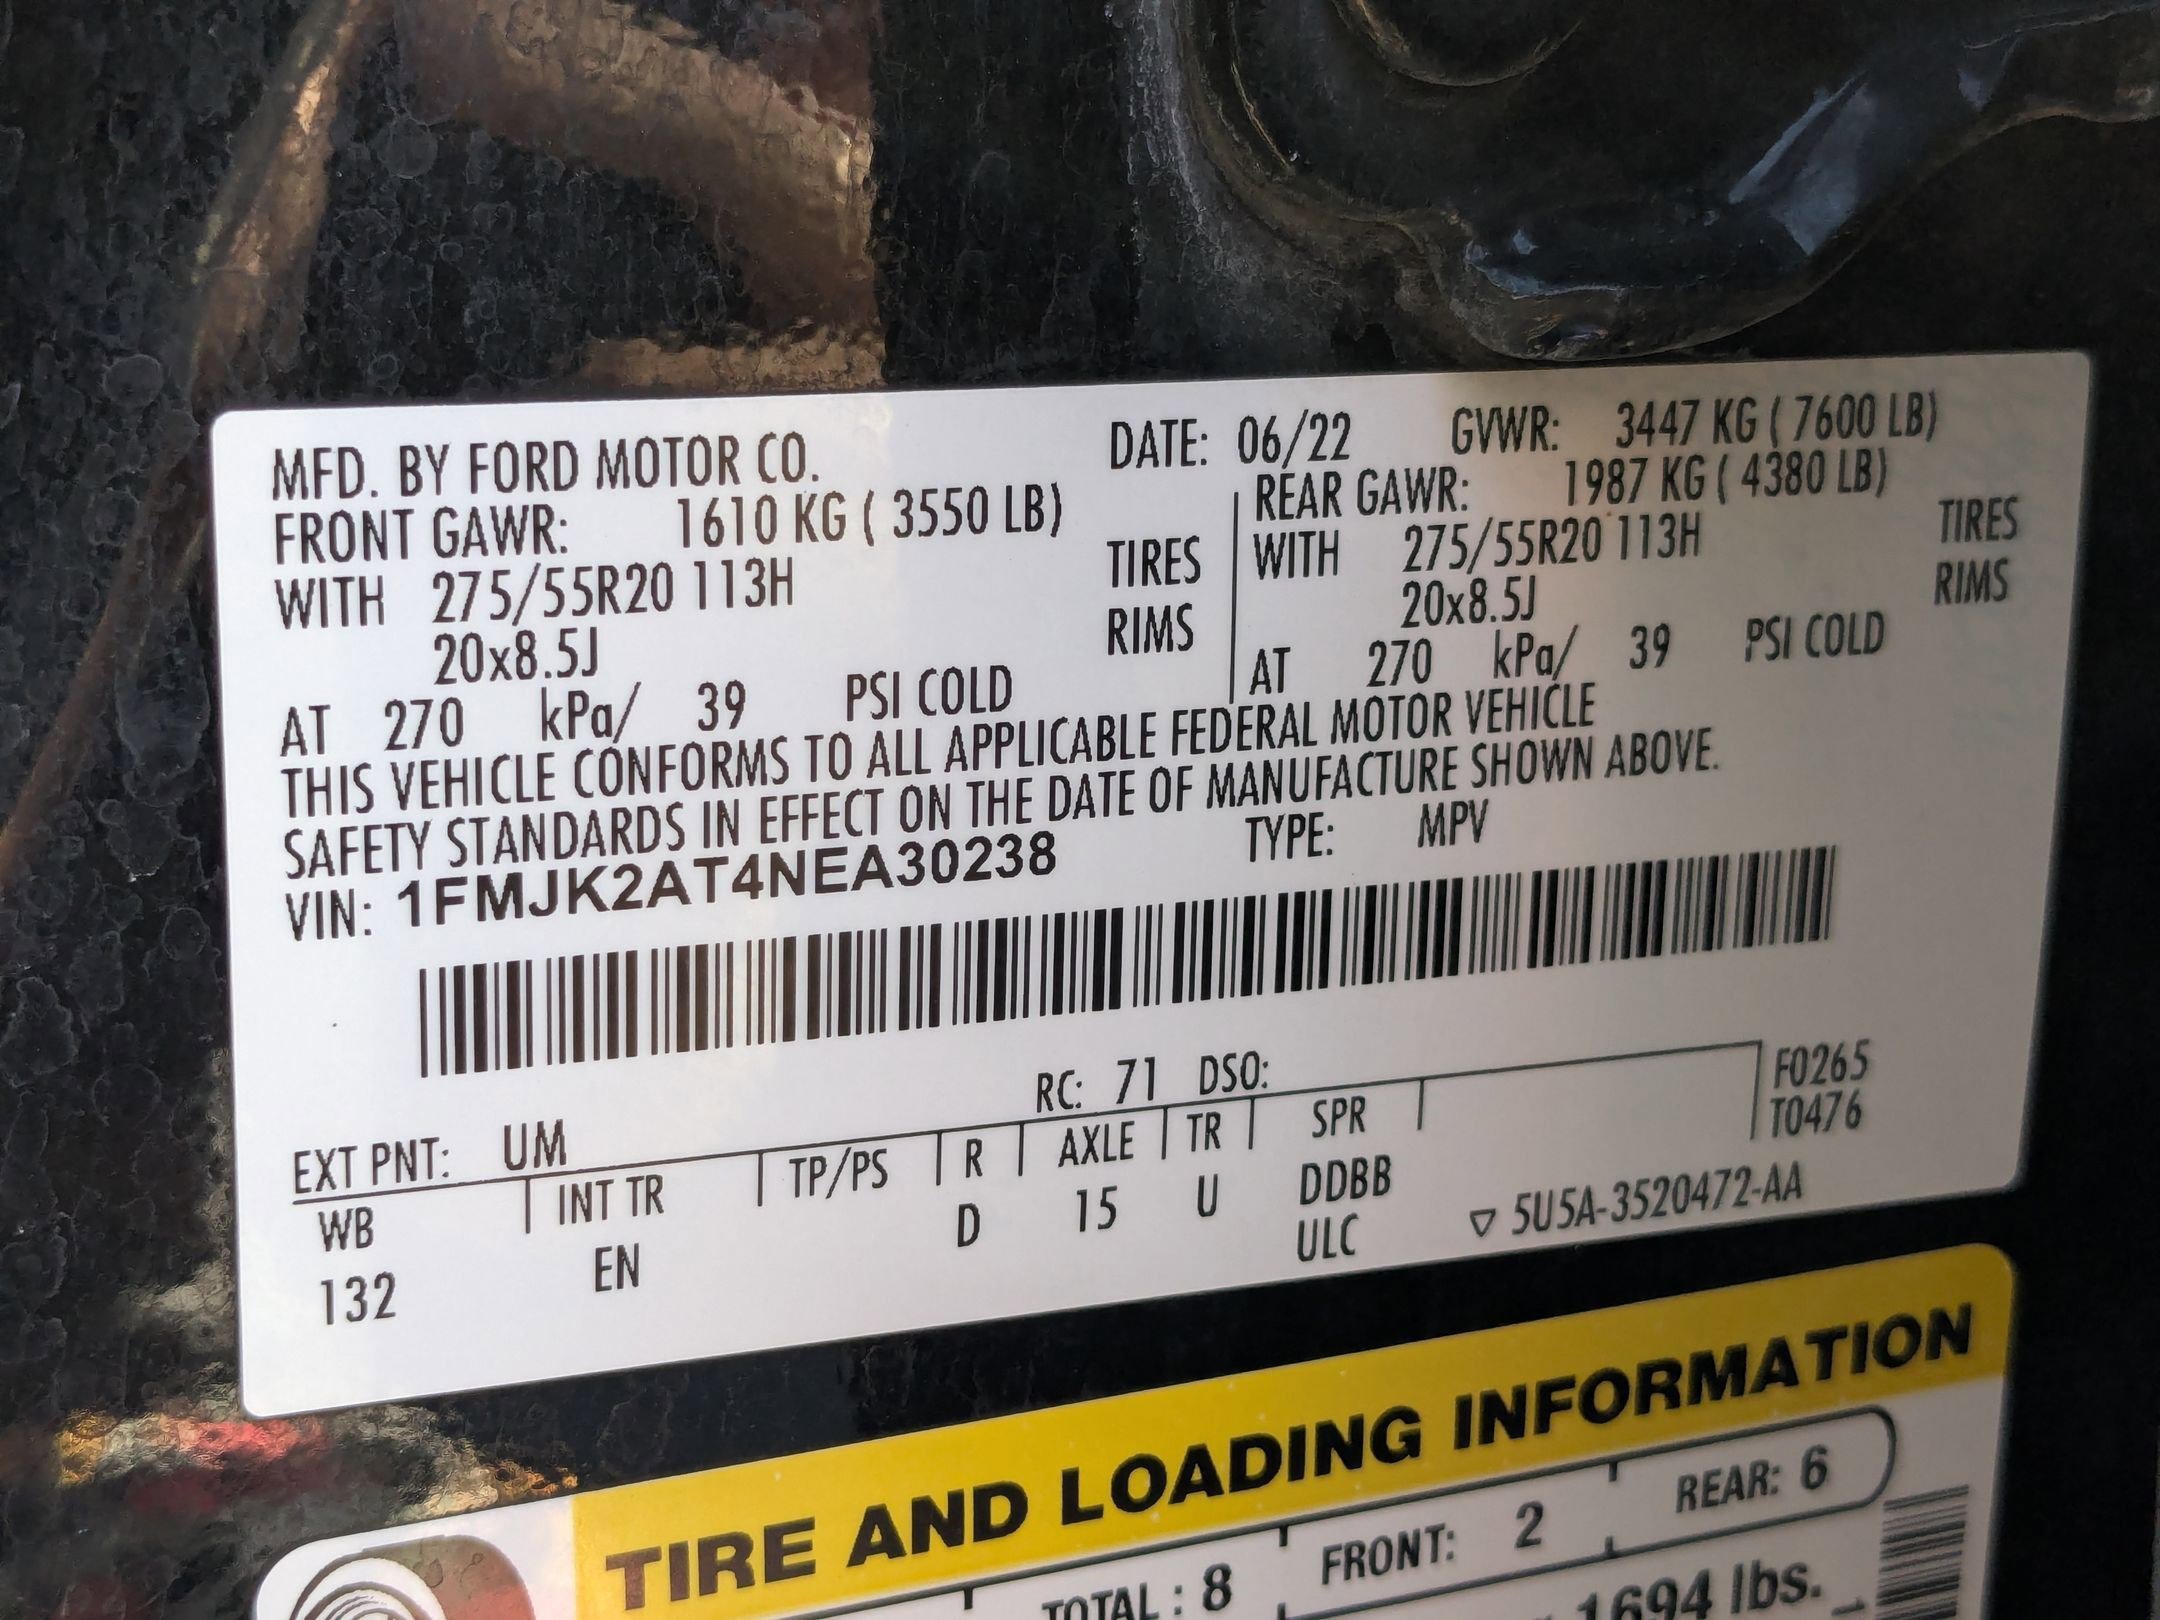 MFD. BY FORD MOTOR CO. DATE: 06/22 GVWR: 3447 KG ( 7600 LB)
FRONT GAWR: 1610 KG ( 3550 LB) REAR GAWR: 1987 KG ( 4380 LB)
WITH 275/55R20 113H TIRES WITH 275/55R20 113H TIRES
20x8.5J RIMS 20x8.5J RIMS
AT 270 kPa/ 39 PSI COLD AT 270 kPa/ 39 PSI COLD
THIS VEHICLE CONFORMS TO ALL APPLICABLE FEDERAL MOTOR VEHICLE
SAFETY STANDARDS IN EFFECT ON THE DATE OF MANUFACTURE SHOWN ABOVE.
VIN: 1FMJK2AT4NEA30238 TYPE: MPV
EXT PNT: UM RC: 71 DSO: F0265
WB INT TR TP/PS R AXLE TR SPR T0476
132 EN D 15 U DDBB
ULC ▽ 5U5A-3520472-AA
TIRE AND LOADING INFORMATION
TOTAL : 8 FRONT: 2 REAR: 6
1694 lbs.